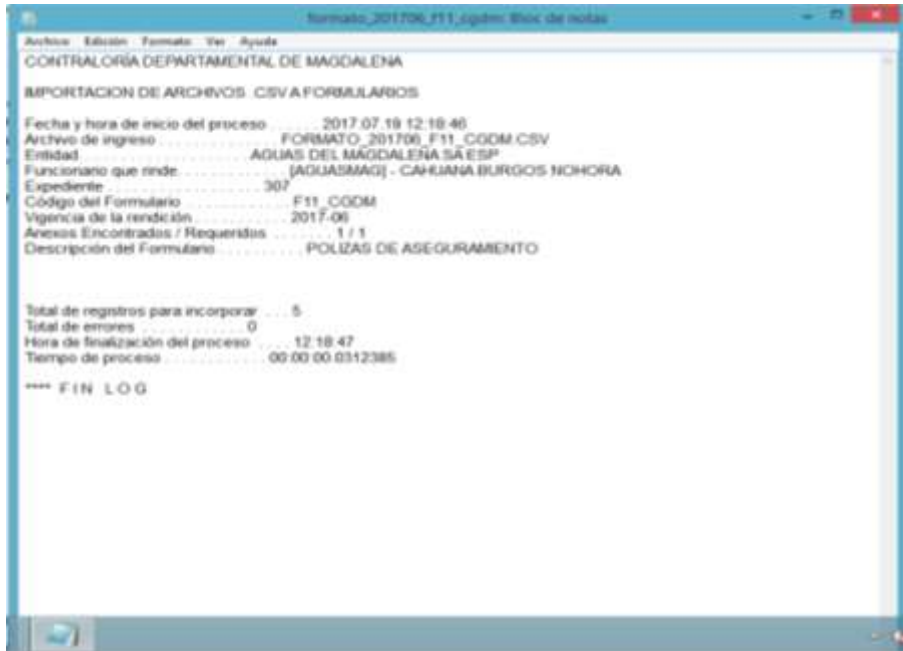 formato_201706_f11_cgdm: Bloc de notas
Archivo Edición Formato Ver Ayuda
CONTRALORÍA DEPARTAMENTAL DE MAGDALENA
IMPORTACION DE ARCHIVOS .CSV A FORMULARIOS
Fecha y hora de inicio del proceso . . . . . . . 2017.07.19 12:18:46
Archivo de ingreso . . . . . . . . . . . . . . FORMATO_201706_F11_CGDM.CSV
Entidad . . . . . . . . . . . . . . . . . . . AGUAS DEL MAGDALENA SA ESP
Funcionario que rinde. . . . . . . . . . . . . [AGUASMAG] - CAHUANA BURGOS NOHORA
Expediente . . . . . . . . . . . . . . . . . 307
Código del Formulario . . . . . . . . . . . . F11_CGDM
Vigencia de la rendición . . . . . . . . . . . 2017-06
Anexos Encontrados / Requeridos . . . . . . . . 1 / 1
Descripción del Formulario . . . . . . . . . . POLIZAS DE ASEGURAMIENTO
Total de registros para incorporar . . . 5
Total de errores . . . . . . . . . . . . 0
Hora de finalización del proceso . . . . 12:18:47
Tiempo de proceso . . . . . . . . . . . 00:00:00.0312385
**** F I N   L O G